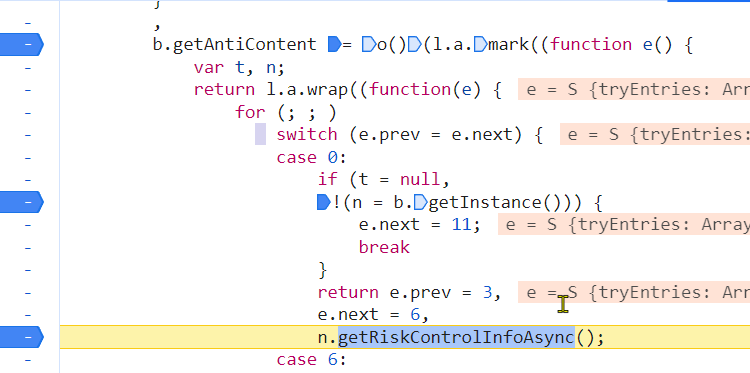 }
,
b.getAntiContent = o()(l.a.mark((function e() {
var t, n;
return l.a.wrap((function(e) { e = S {tryEntries: Arr
for (; ; )
switch (e.prev = e.next) { e = S {tryEntries:
case 0:
if (t = null,
!(n = b.getInstance())) {
e.next = 11; e = S {tryEntries: Array
break
}
return e.prev = 3, e = S {tryEntries: Arr
e.next = 6,
n.getRiskControlInfoAsync();
case 6: